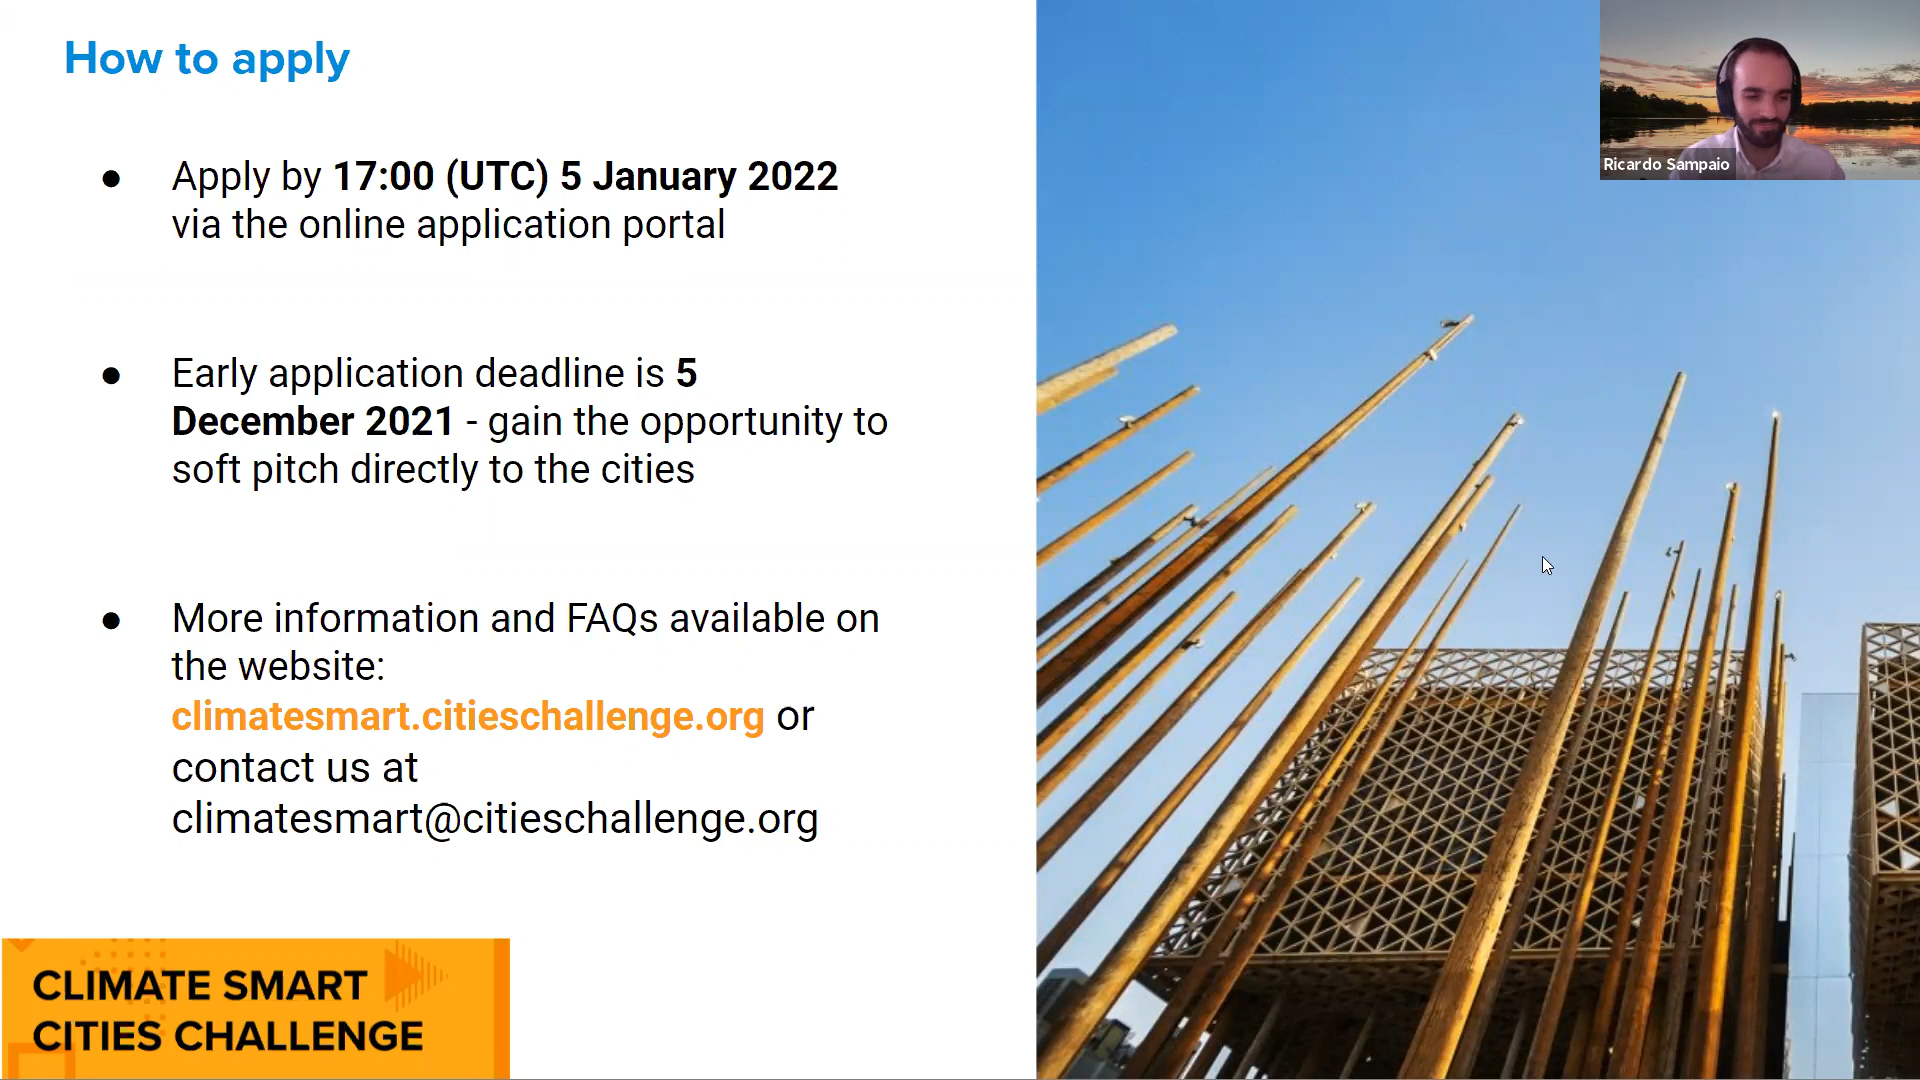 How to apply
● Apply by 17:00 (UTC) 5 January 2022
via the online application portal
● Early application deadline is 5
December 2021 - gain the opportunity to
soft pitch directly to the cities
● More information and FAQs available on
the website:
climatesmart.citieschallenge.org or
contact us at
climatesmart@citieschallenge.org
CLIMATE SMART
CITIES CHALLENGE
Ricardo Sampaio